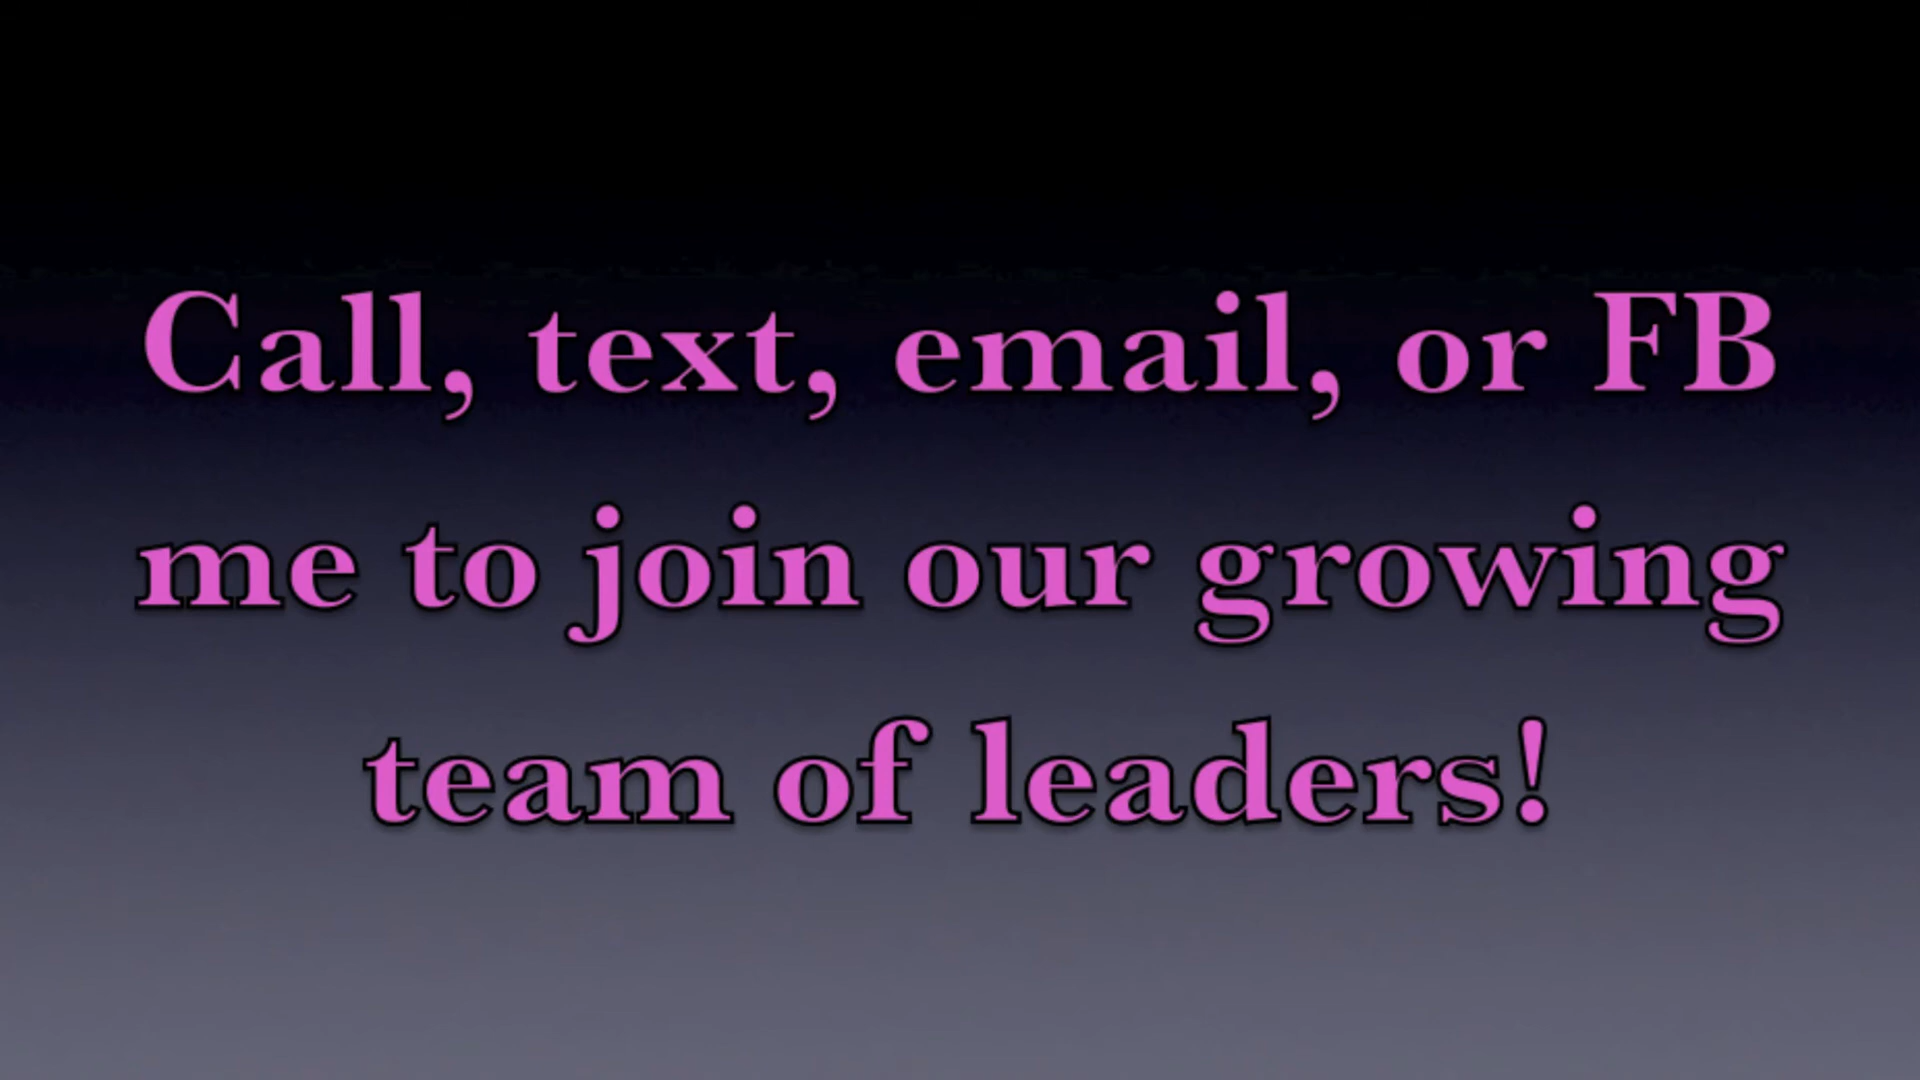 Call, text, email, or FB
me to join our growing
team of leaders!